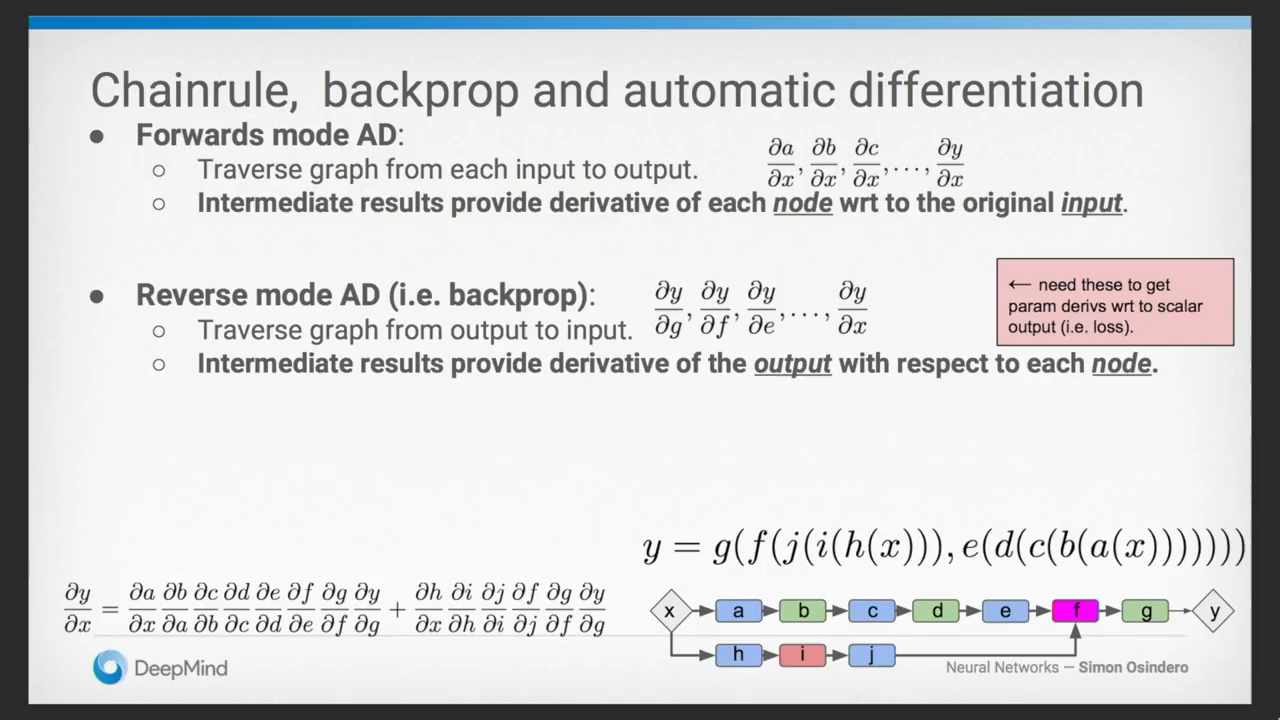 Chainrule, backprop and automatic differentiation
● Forwards mode AD:
○ Traverse graph from each input to output.
∂a/∂x, ∂b/∂x, ∂c/∂x, ..., ∂y/∂x
○ Intermediate results provide derivative of each node wrt to the original input.
● Reverse mode AD (i.e. backprop):
○ Traverse graph from output to input.
∂y/∂g, ∂y/∂f, ∂y/∂e, ..., ∂y/∂x
← need these to get
param derivs wrt to scalar
output (i.e. loss).
○ Intermediate results provide derivative of the output with respect to each node.
y = g(f(j(i(h(x))), e(d(c(b(a(x)))))))
∂y/∂x = ∂a/∂x ∂b/∂a ∂c/∂b ∂d/∂c ∂e/∂d ∂f/∂e ∂g/∂f ∂y/∂g + ∂h/∂x ∂i/∂h ∂j/∂i ∂f/∂j ∂g/∂f ∂y/∂g
x a b c d e f g y
h i j
DeepMind
Neural Networks — Simon Osindero